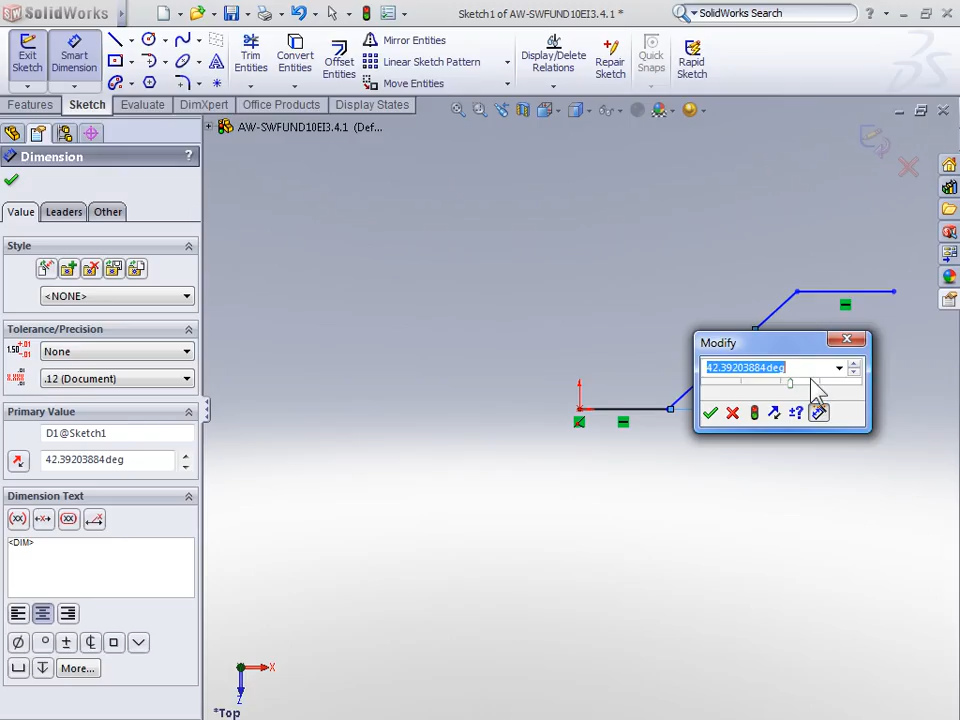 SolidWorks
Sketch1 of AW-SWFUND10EI3.4.1 *
SolidWorks Search
Exit Sketch
Smart Dimension
Trim Entities
Convert Entities
Offset Entities
Mirror Entities
Linear Sketch Pattern
Move Entities
Display/Delete Relations
Repair Sketch
Quick Snaps
Rapid Sketch
Features
Sketch
Evaluate
DimXpert
Office Products
Display States
AW-SWFUND10EI3.4.1 (Def...
Dimension
?
Value
Leaders
Other
Style
<NONE>
Tolerance/Precision
None
.12 (Document)
Primary Value
D1@Sketch1
42.39203884deg
Dimension Text
<DIM>
More...
Modify
42.39203884deg
±?
X
Z
*Top